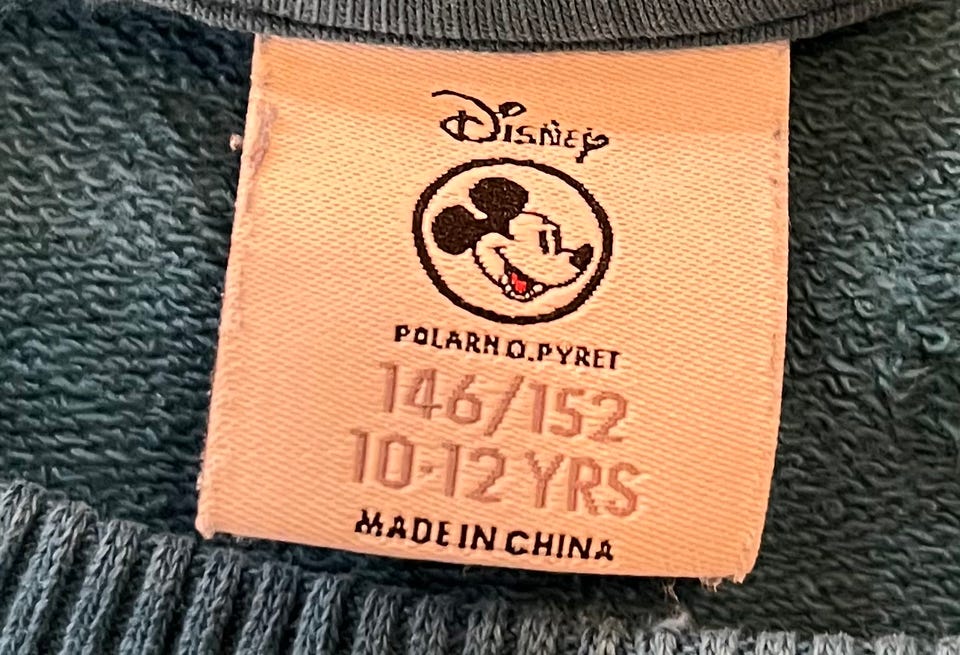 Disney
POLARN O. PYRET
146/152
10-12 YRS
MADE IN CHINA